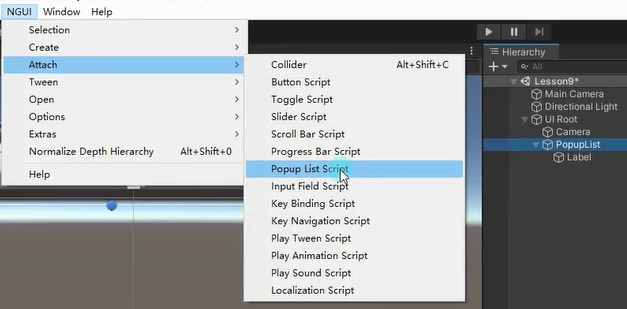 NGUI Window Help
Selection
Create
Attach
Tween
Open
Options
Extras
Normalize Depth Hierarchy Alt+Shift+0
Help
Collider Alt+Shift+C
Button Script
Toggle Script
Slider Script
Scroll Bar Script
Progress Bar Script
Popup List Script
Input Field Script
Key Binding Script
Key Navigation Script
Play Tween Script
Play Animation Script
Play Sound Script
Localization Script
Hierarchy
All
Lesson9*
Main Camera
Directional Light
UI Root
Camera
PopupList
Label